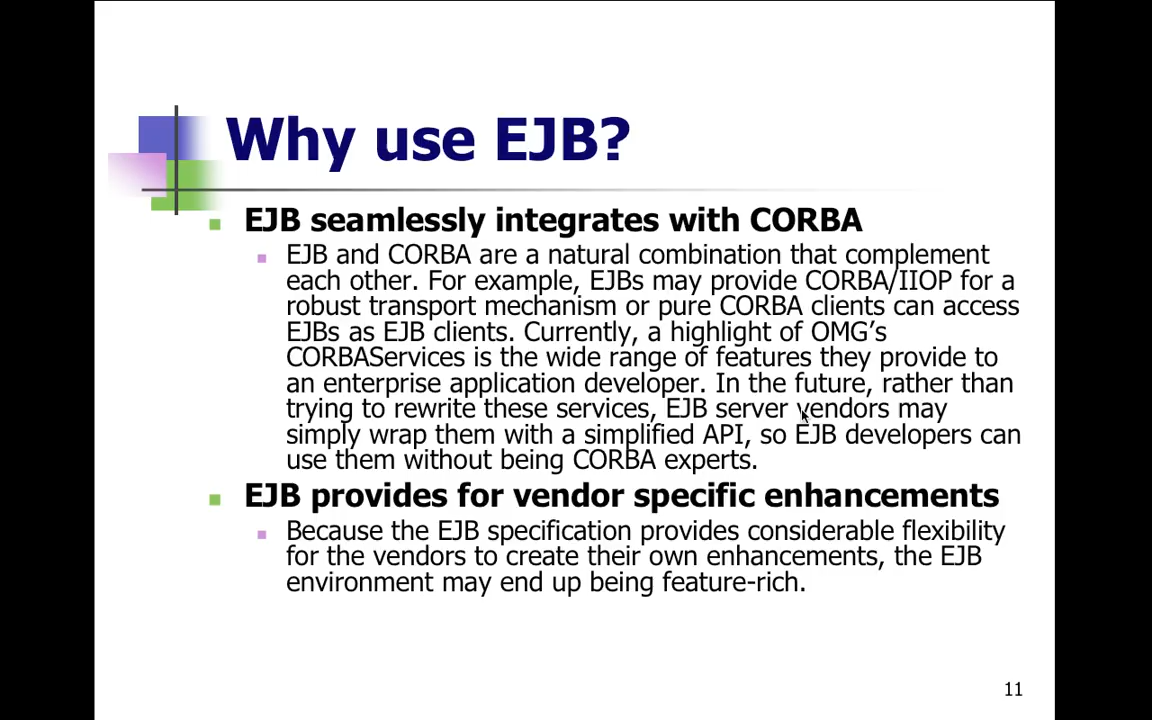 Why use EJB?
EJB seamlessly integrates with CORBA
EJB and CORBA are a natural combination that complement
each other. For example, EJBs may provide CORBA/IIOP for a
robust transport mechanism or pure CORBA clients can access
EJBs as EJB clients. Currently, a highlight of OMG’s
CORBAServices is the wide range of features they provide to
an enterprise application developer. In the future, rather than
trying to rewrite these services, EJB server vendors may
simply wrap them with a simplified API, so EJB developers can
use them without being CORBA experts.
EJB provides for vendor specific enhancements
Because the EJB specification provides considerable flexibility
for the vendors to create their own enhancements, the EJB
environment may end up being feature-rich.
11